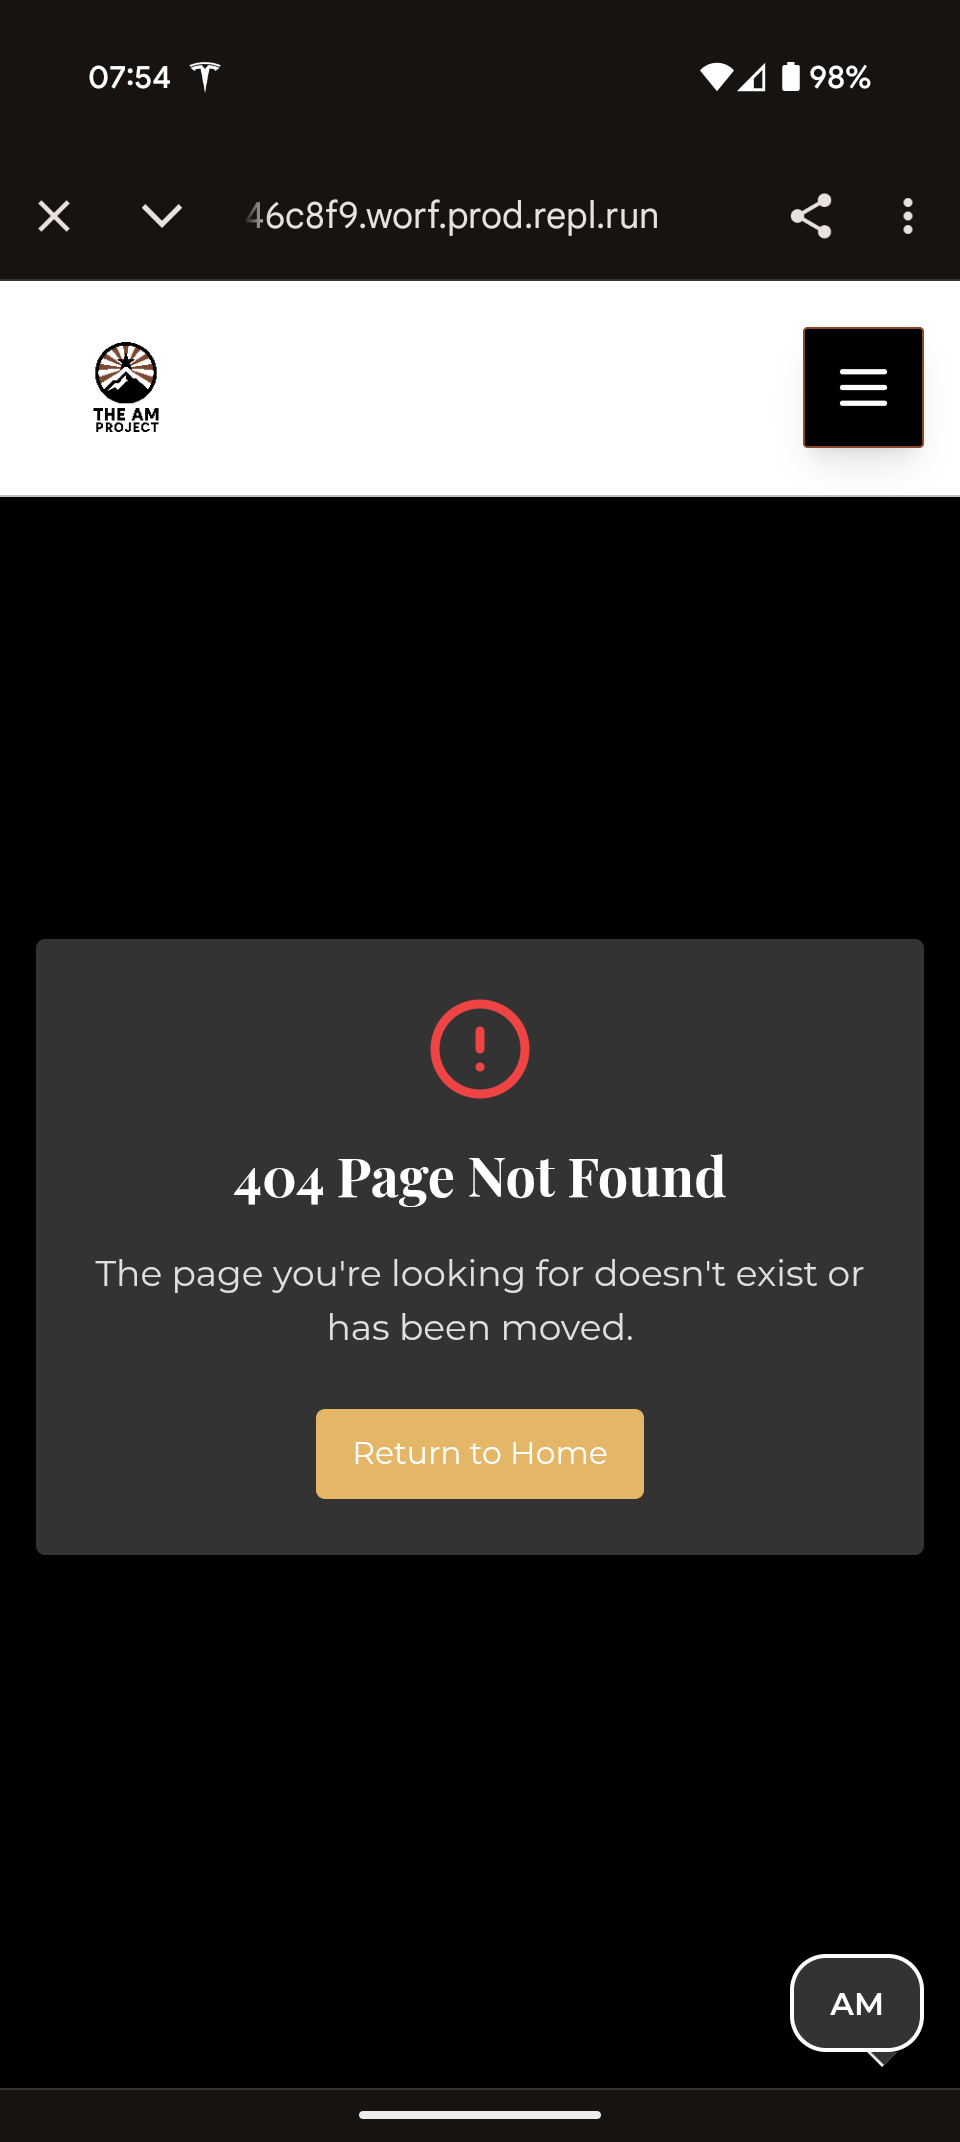 07:54
98%
46c8f9.worf.prod.repl.run
THE AM
PROJECT
404 Page Not Found
The page you're looking for doesn't exist or
has been moved.
Return to Home
AM